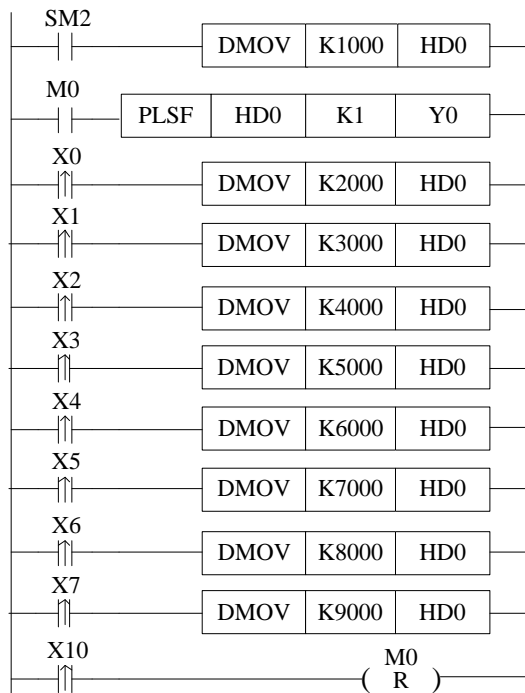 SM2
DMOV K1000 HD0
M0
PLSF HD0 K1 Y0
X0
DMOV K2000 HD0
X1
DMOV K3000 HD0
X2
DMOV K4000 HD0
X3
DMOV K5000 HD0
X4
DMOV K6000 HD0
X5
DMOV K7000 HD0
X6
DMOV K8000 HD0
X7
DMOV K9000 HD0
X10
M0
( R )